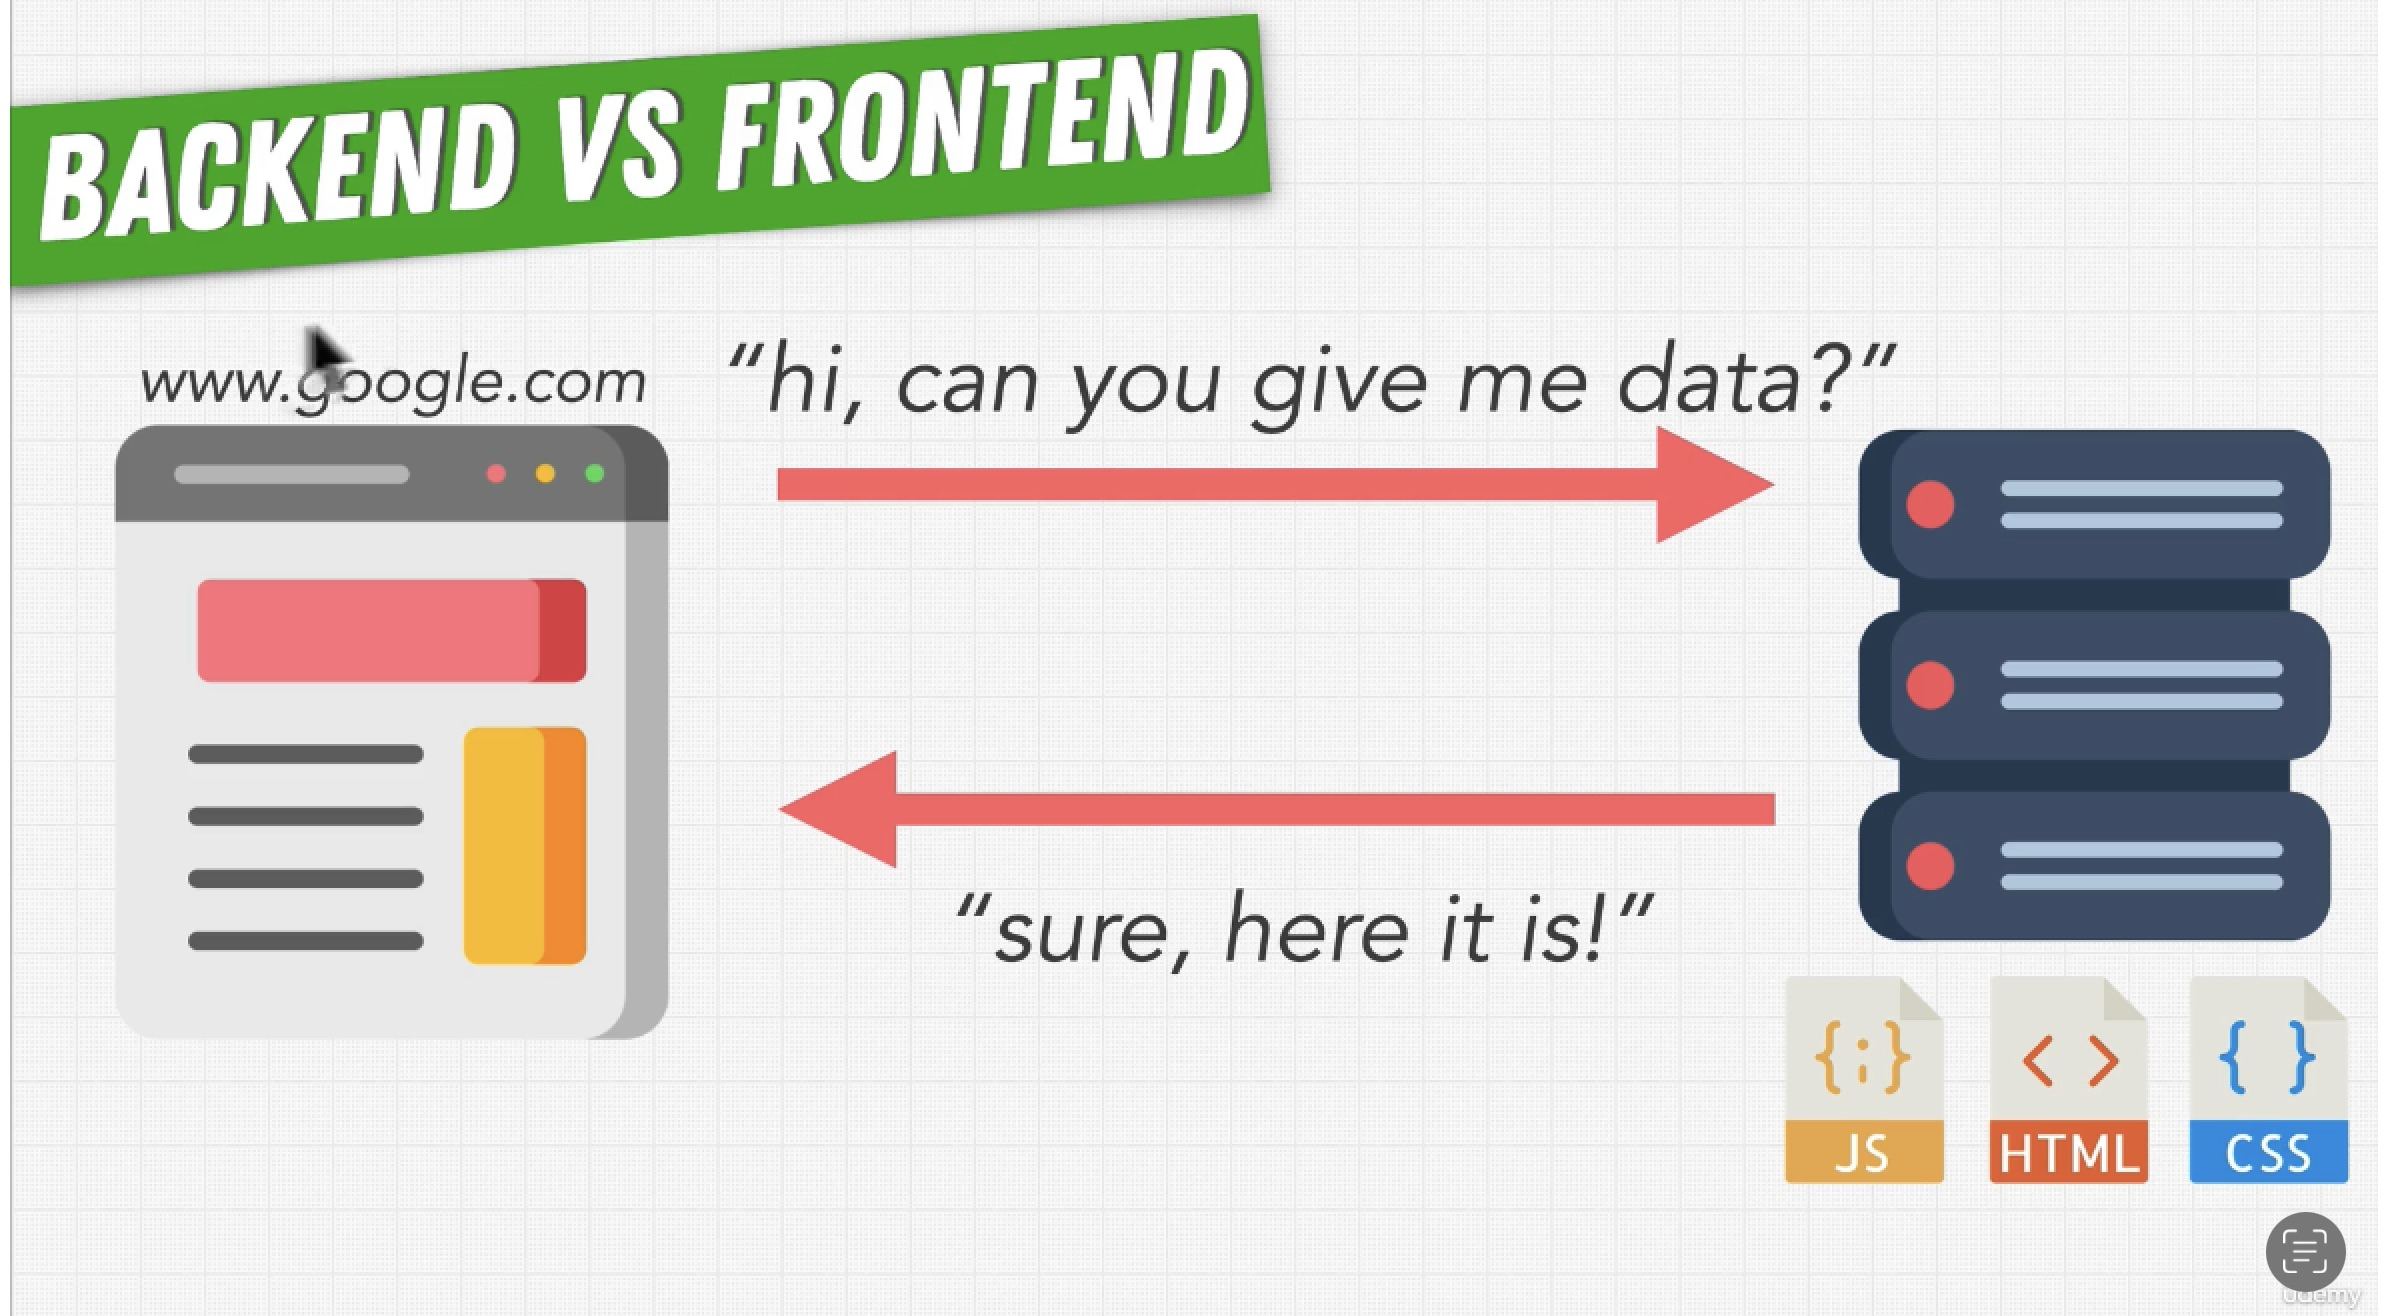 BACKEND VS FRONTEND
www.google.com
“hi, can you give me data?”
“sure, here it is!”
{;}
< >
{ }
JS
HTML
CSS
Udemy